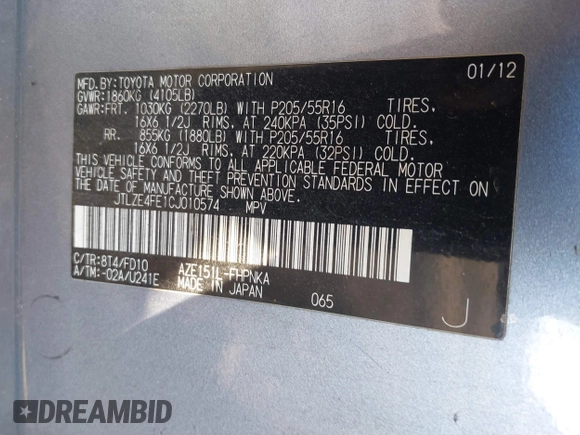 MFD.BY:TOYOTA MOTOR CORPORATION 01/12
GVWR:1860KG (4105LB)
GAWR:FRT. 1030KG (2270LB) WITH P205/55R16 TIRES,
16X6 1/2J RIMS, AT 240KPA (35PSI) COLD.
RR. 855KG (1880LB) WITH P205/55R16 TIRES,
16X6 1/2J RIMS, AT 220KPA (32PSI) COLD.
THIS VEHICLE CONFORMS TO ALL APPLICABLE FEDERAL MOTOR
VEHICLE SAFETY AND THEFT PREVENTION STANDARDS IN EFFECT ON
THE DATE OF MANUFACTURE SHOWN ABOVE.
JTLZE4FE1CJ010574 MPV
C/TR:8T4/FD10 AZE151L-FHPNKA
A/TM:-02A/U241E MADE IN JAPAN 065
J
DREAMBID